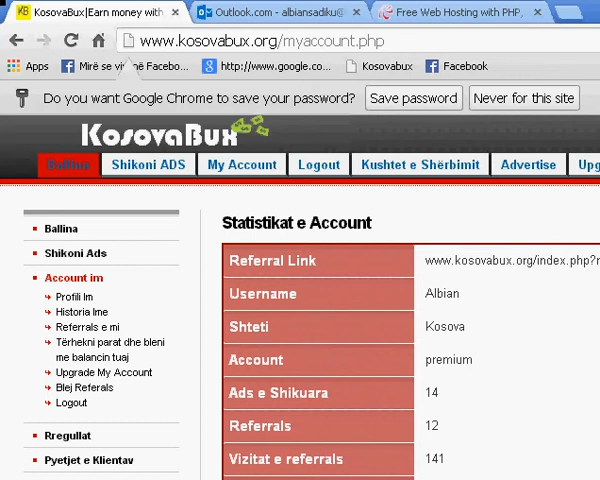 KosovaBux|Earn money with
Outlook.com - albiansadiku@
Free Web Hosting with PHP,
www.kosovabux.org/myaccount.php
Apps
Mirë se vi në Facebo...
http://www.google.co...
Kosovabux
Facebook
Do you want Google Chrome to save your password?
Save password
Never for this site
KosovaBux
Ballina
Shikoni ADS
My Account
Logout
Kushtet e Shërbimit
Advertise
Upg
Ballina
Shikoni Ads
Account im
Profili Im
Historia Ime
Referrals e mi
Tërhekni parat dhe bleni
me balancin tuaj
Upgrade My Account
Blej Referals
Logout
Rregullat
Pyetjet e Klientav
Statistikat e Account
Referral Link www.kosovabux.org/index.php?r
Username Albian
Shteti Kosova
Account premium
Ads e Shikuara 14
Referrals 12
Vizitat e referrals 141